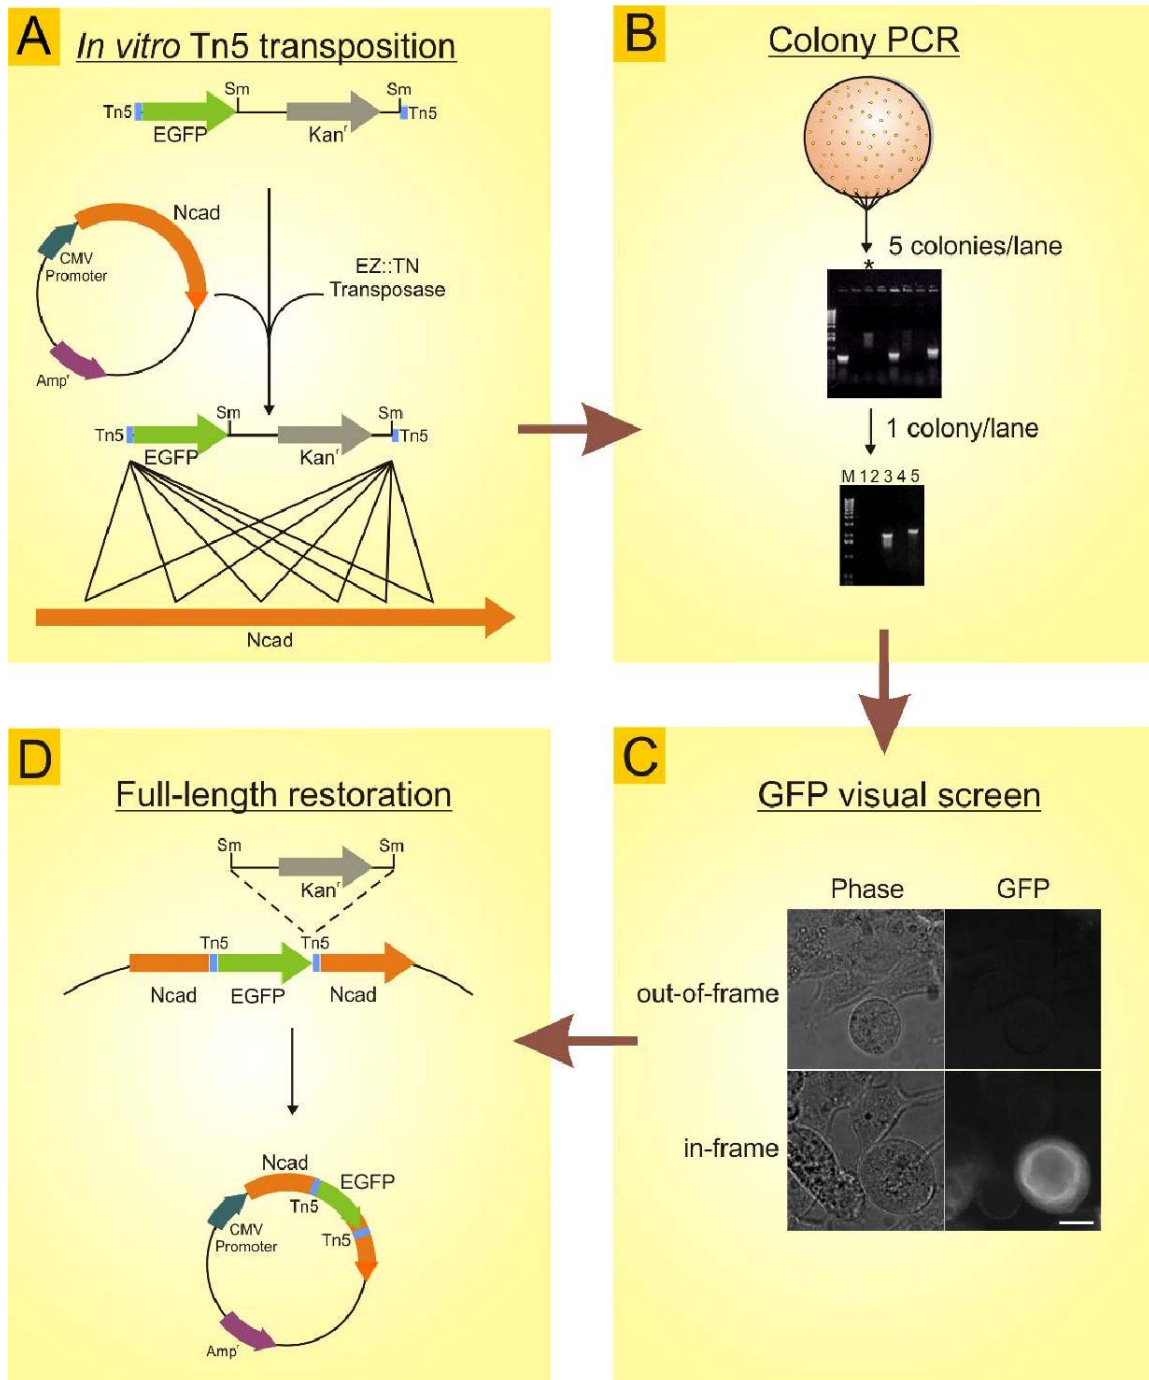 A
In vitro Tn5 transposition
Sm Sm
Tn5 Tn5
EGFP Kanʳ
Ncad
CMV
Promoter
EZ::TN
Transposase
Ampʳ
Sm Sm
Tn5 Tn5
EGFP Kanʳ
Ncad
B
Colony PCR
5 colonies/lane
*
1 colony/lane
M 1 2 3 4 5
C
GFP visual screen
Phase GFP
out-of-frame
in-frame
D
Full-length restoration
Sm Sm
Kanʳ
Tn5 Tn5
Ncad EGFP Ncad
Ncad
EGFP
Tn5
CMV
Promoter
Tn5
Ampʳ